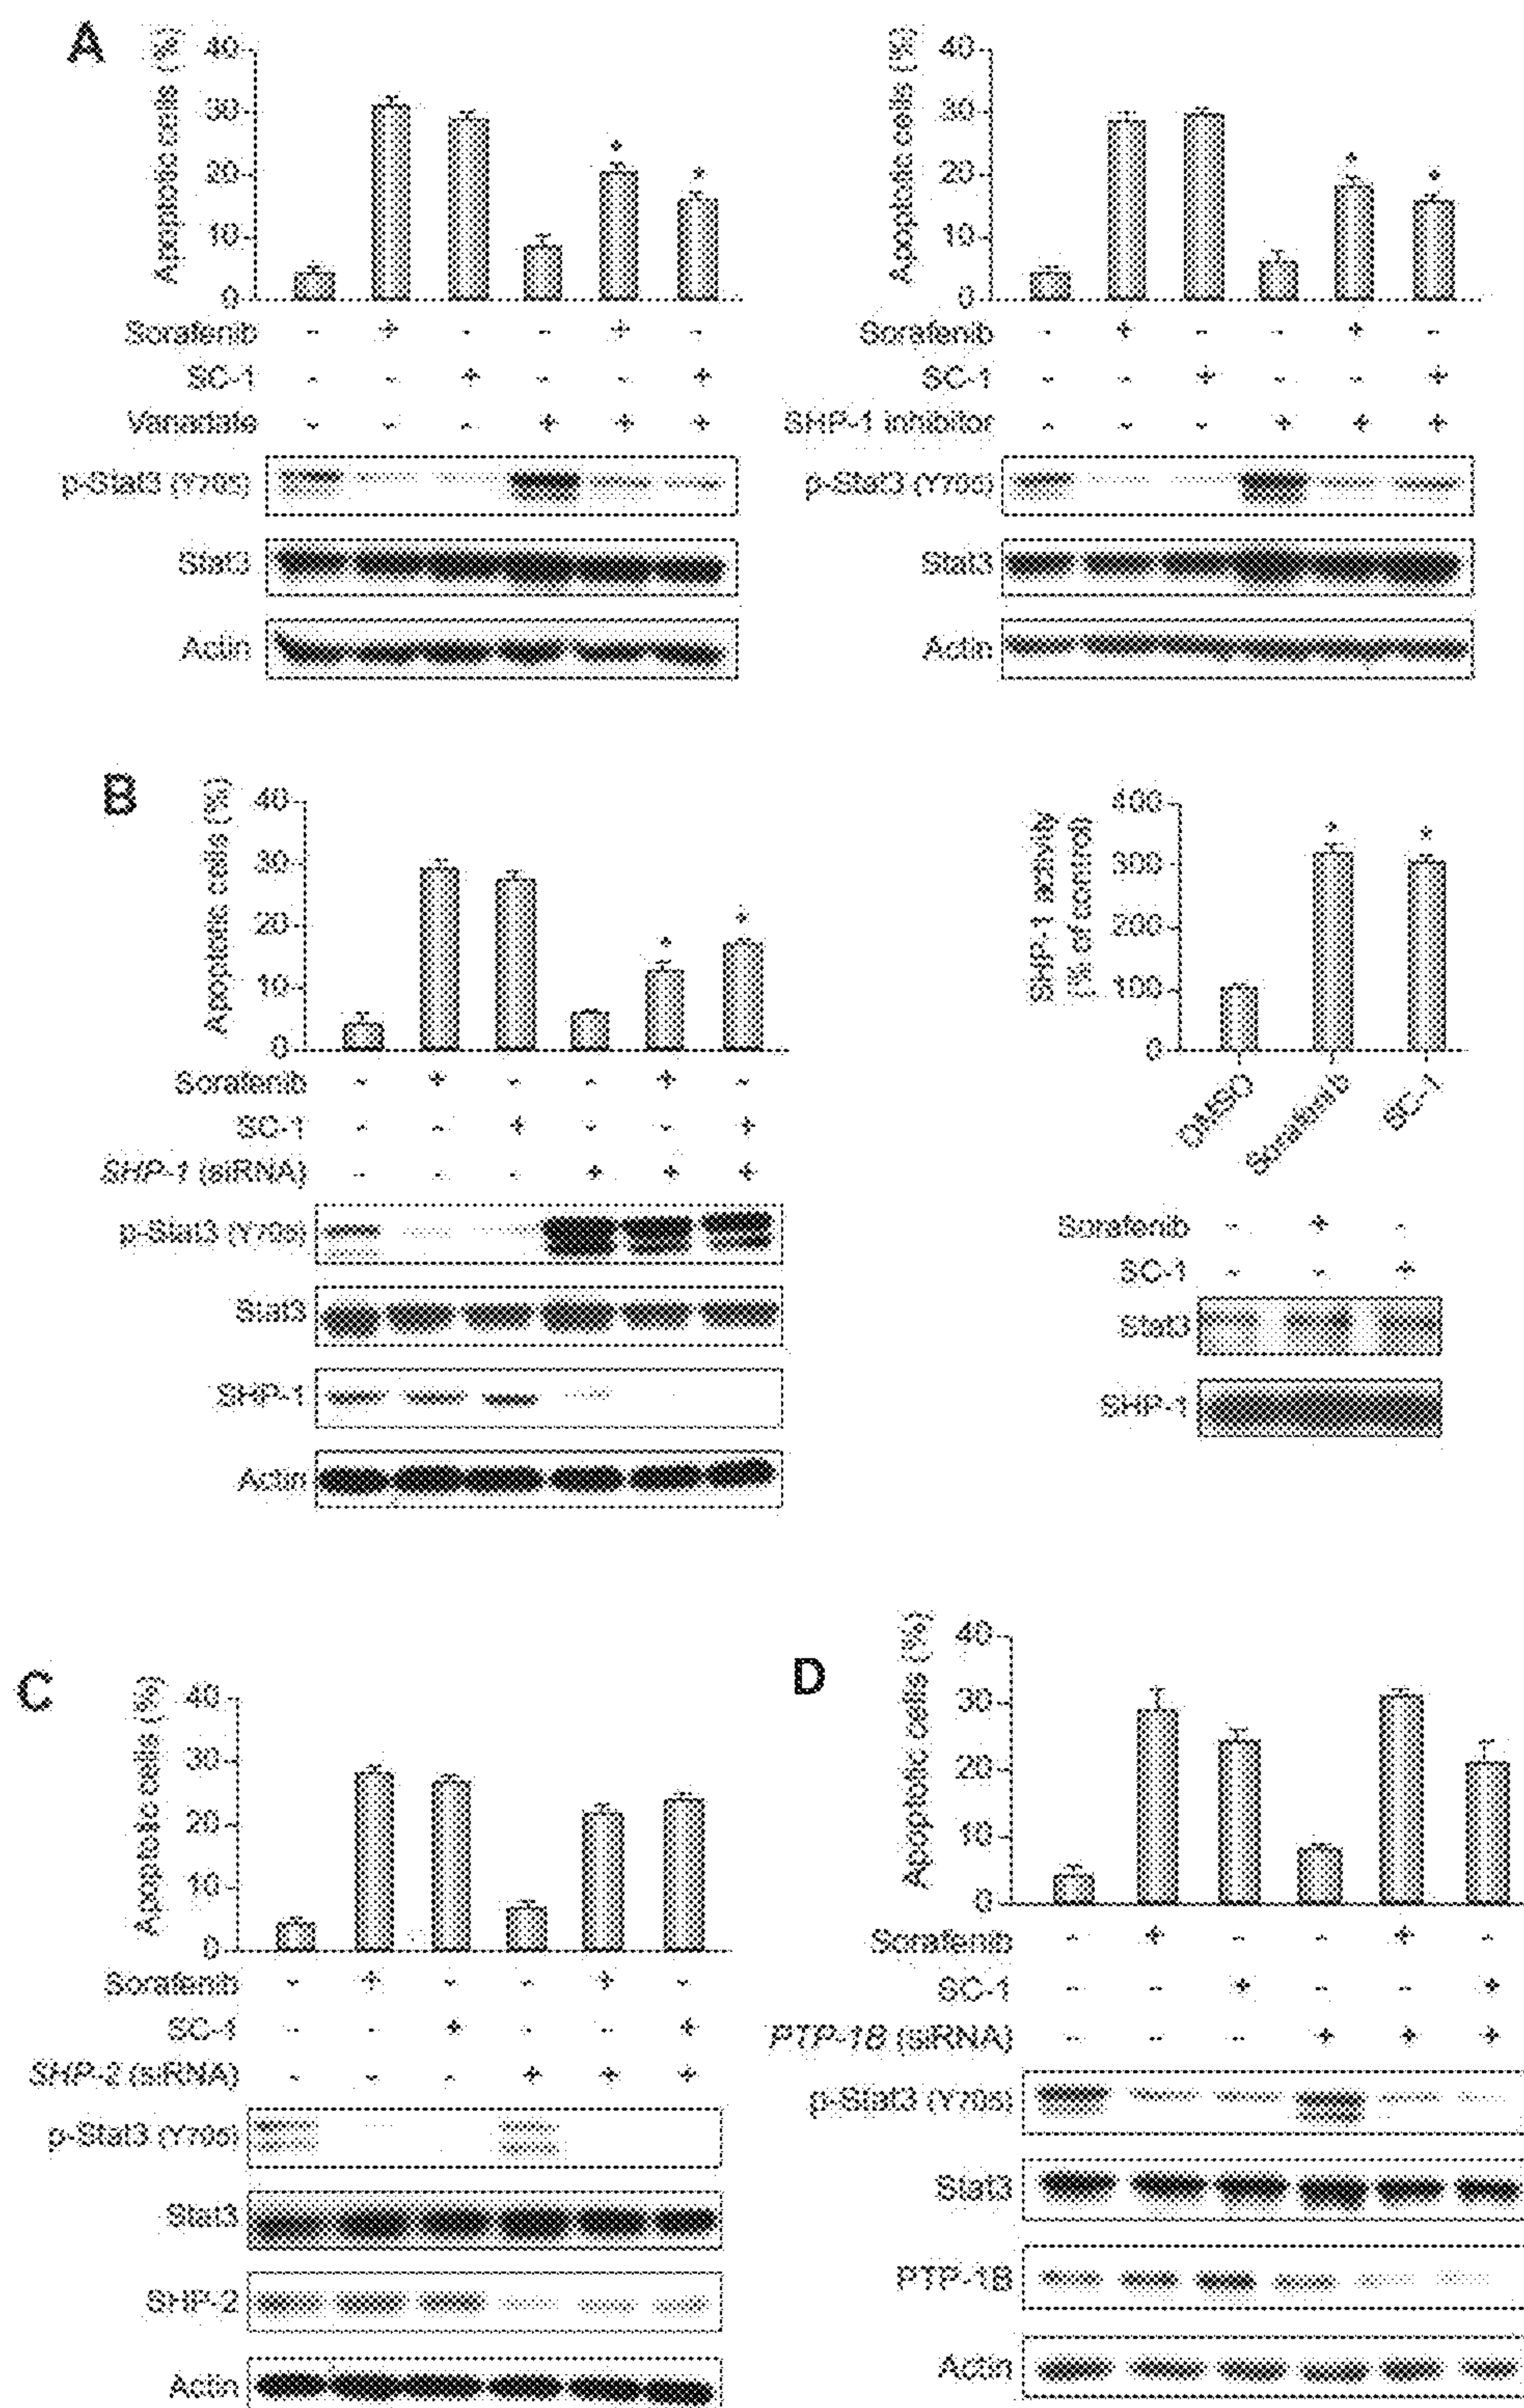 A
Apoptotic cells (%)
40
30
20
10
0
Sorafenib - + - - + -
SC-1 - - + - - +
Vanadate - - - + + +
p-Stat3 (Y705)
Stat3
Actin
Apoptotic cells (%)
40
30
20
10
0
Sorafenib - + - - + -
SC-1 - - + - - +
SHP-1 inhibitor - - - + + +
p-Stat3 (Y705)
Stat3
Actin
B
Apoptotic cells (%)
40
30
20
10
0
Sorafenib - + - - + -
SC-1 - - + - - +
SHP-1 (siRNA) - - - + + +
p-Stat3 (Y705)
Stat3
SHP-1
Actin
SHP-1 activity
(% of control)
400
300
200
100
0
DMSO
Sorafenib
SC-1
Sorafenib - + -
SC-1 - - +
Stat3
SHP-1
C
Apoptotic cells (%)
40
30
20
10
0
Sorafenib - + - - + -
SC-1 - - + - - +
SHP-2 (siRNA) - - - + + +
p-Stat3 (Y705)
Stat3
SHP-2
Actin
D
Apoptotic cells (%)
40
30
20
10
0
Sorafenib - + - - + -
SC-1 - - + - - +
PTP-1B (siRNA) - - - + + +
p-Stat3 (Y705)
Stat3
PTP-1B
Actin